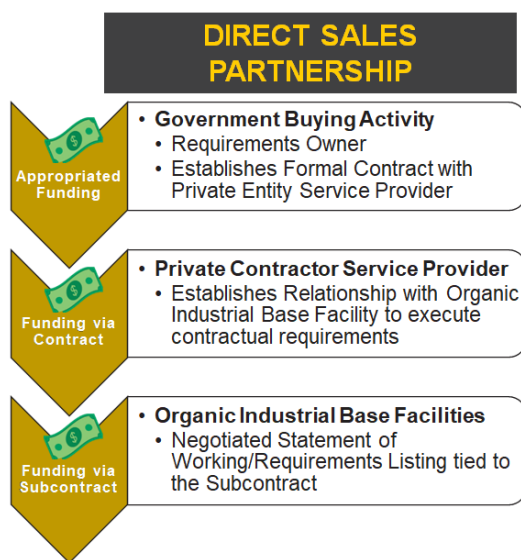 DIRECT SALES
PARTNERSHIP
Appropriated
Funding
• Government Buying Activity
• Requirements Owner
• Establishes Formal Contract with
Private Entity Service Provider
Funding via
Contract
• Private Contractor Service Provider
• Establishes Relationship with Organic
Industrial Base Facility to execute
contractual requirements
Funding via
Subcontract
• Organic Industrial Base Facilities
• Negotiated Statement of
Working/Requirements Listing tied to
the Subcontract